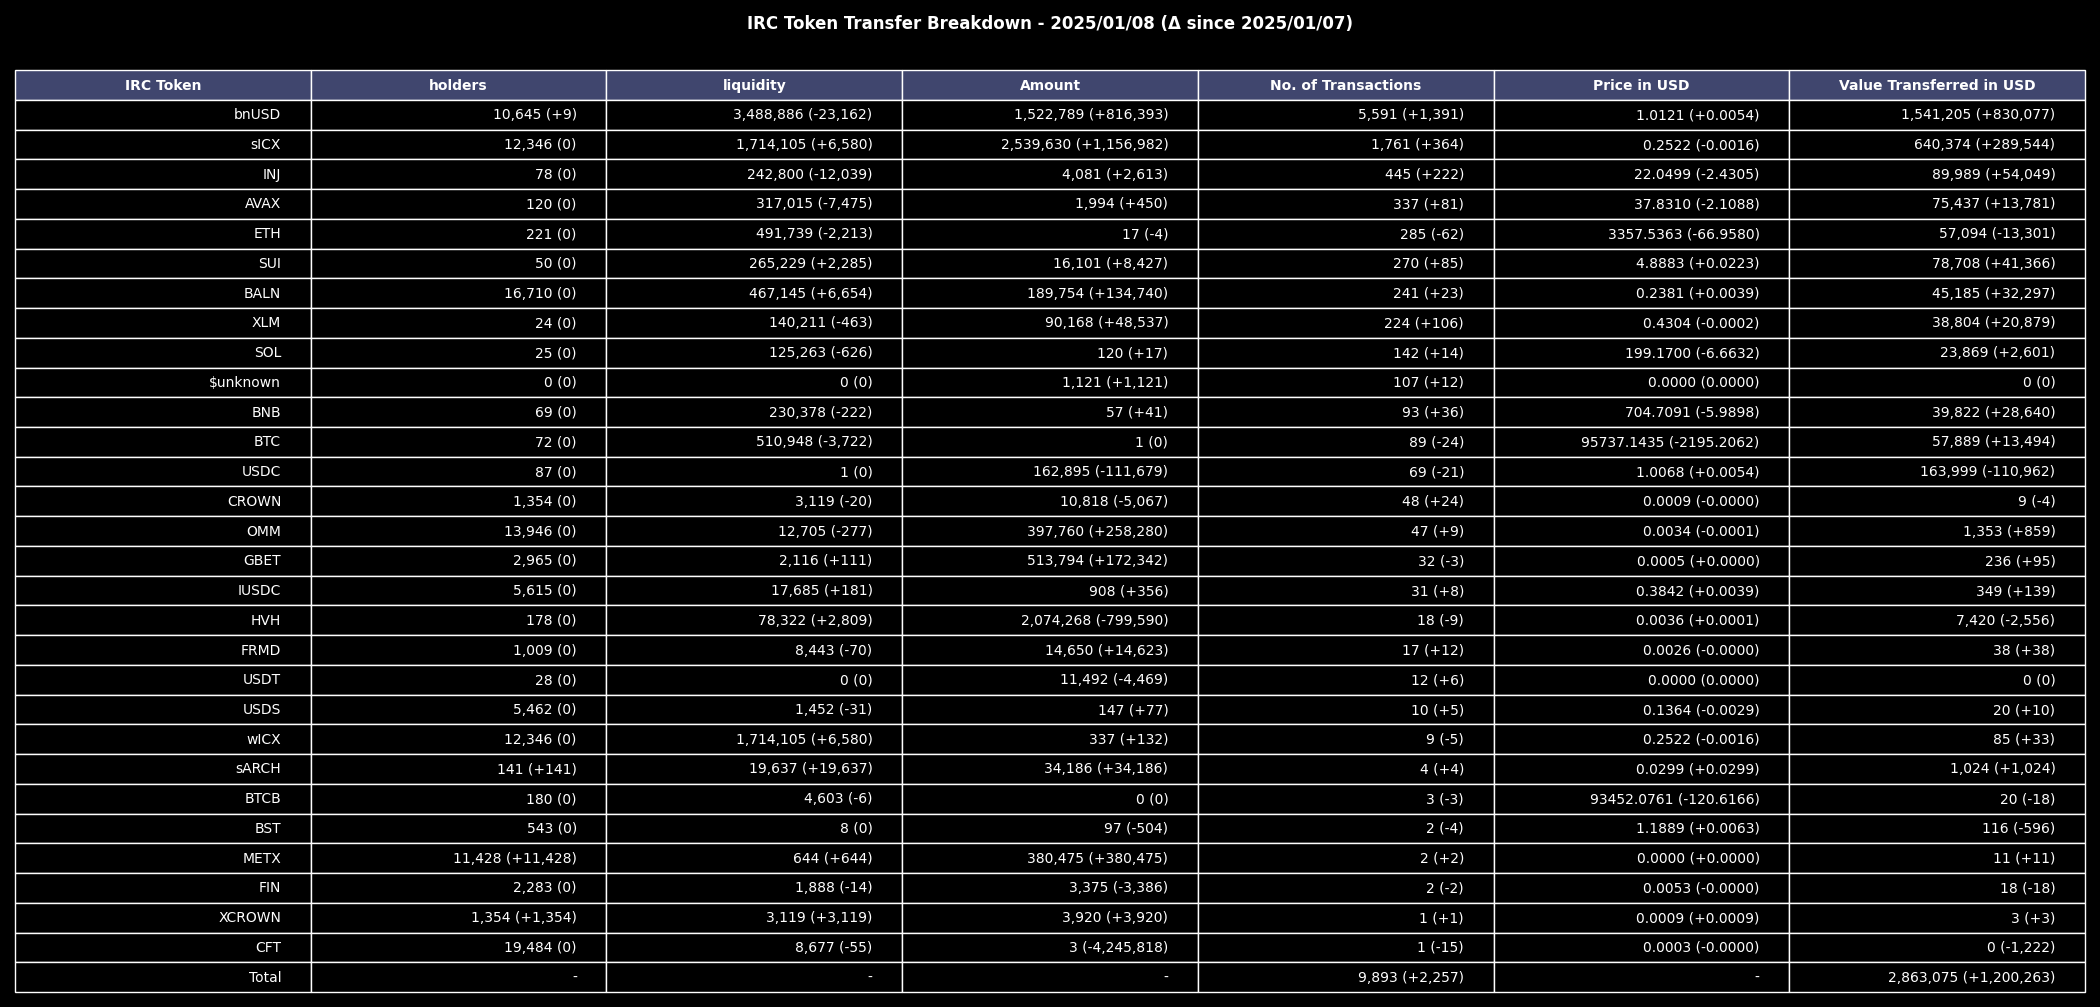 IRC Token Transfer Breakdown - 2025/01/08 (Δ since 2025/01/07)
IRC Token holders liquidity Amount No. of Transactions Price in USD Value Transferred in USD
bnUSD 10,645 (+9) 3,488,886 (-23,162) 1,522,789 (+816,393) 5,591 (+1,391) 1.0121 (+0.0054) 1,541,205 (+830,077)
sICX 12,346 (0) 1,714,105 (+6,580) 2,539,630 (+1,156,982) 1,761 (+364) 0.2522 (-0.0016) 640,374 (+289,544)
INJ 78 (0) 242,800 (-12,039) 4,081 (+2,613) 445 (+222) 22.0499 (-2.4305) 89,989 (+54,049)
AVAX 120 (0) 317,015 (-7,475) 1,994 (+450) 337 (+81) 37.8310 (-2.1088) 75,437 (+13,781)
ETH 221 (0) 491,739 (-2,213) 17 (-4) 285 (-62) 3357.5363 (-66.9580) 57,094 (-13,301)
SUI 50 (0) 265,229 (+2,285) 16,101 (+8,427) 270 (+85) 4.8883 (+0.0223) 78,708 (+41,366)
BALN 16,710 (0) 467,145 (+6,654) 189,754 (+134,740) 241 (+23) 0.2381 (+0.0039) 45,185 (+32,297)
XLM 24 (0) 140,211 (-463) 90,168 (+48,537) 224 (+106) 0.4304 (-0.0002) 38,804 (+20,879)
SOL 25 (0) 125,263 (-626) 120 (+17) 142 (+14) 199.1700 (-6.6632) 23,869 (+2,601)
$unknown 0 (0) 0 (0) 1,121 (+1,121) 107 (+12) 0.0000 (0.0000) 0 (0)
BNB 69 (0) 230,378 (-222) 57 (+41) 93 (+36) 704.7091 (-5.9898) 39,822 (+28,640)
BTC 72 (0) 510,948 (-3,722) 1 (0) 89 (-24) 95737.1435 (-2195.2062) 57,889 (+13,494)
USDC 87 (0) 1 (0) 162,895 (-111,679) 69 (-21) 1.0068 (+0.0054) 163,999 (-110,962)
CROWN 1,354 (0) 3,119 (-20) 10,818 (-5,067) 48 (+24) 0.0009 (-0.0000) 9 (-4)
OMM 13,946 (0) 12,705 (-277) 397,760 (+258,280) 47 (+9) 0.0034 (-0.0001) 1,353 (+859)
GBET 2,965 (0) 2,116 (+111) 513,794 (+172,342) 32 (-3) 0.0005 (+0.0000) 236 (+95)
IUSDC 5,615 (0) 17,685 (+181) 908 (+356) 31 (+8) 0.3842 (+0.0039) 349 (+139)
HVH 178 (0) 78,322 (+2,809) 2,074,268 (-799,590) 18 (-9) 0.0036 (+0.0001) 7,420 (-2,556)
FRMD 1,009 (0) 8,443 (-70) 14,650 (+14,623) 17 (+12) 0.0026 (-0.0000) 38 (+38)
USDT 28 (0) 0 (0) 11,492 (-4,469) 12 (+6) 0.0000 (0.0000) 0 (0)
USDS 5,462 (0) 1,452 (-31) 147 (+77) 10 (+5) 0.1364 (-0.0029) 20 (+10)
wICX 12,346 (0) 1,714,105 (+6,580) 337 (+132) 9 (-5) 0.2522 (-0.0016) 85 (+33)
sARCH 141 (+141) 19,637 (+19,637) 34,186 (+34,186) 4 (+4) 0.0299 (+0.0299) 1,024 (+1,024)
BTCB 180 (0) 4,603 (-6) 0 (0) 3 (-3) 93452.0761 (-120.6166) 20 (-18)
BST 543 (0) 8 (0) 97 (-504) 2 (-4) 1.1889 (+0.0063) 116 (-596)
METX 11,428 (+11,428) 644 (+644) 380,475 (+380,475) 2 (+2) 0.0000 (+0.0000) 11 (+11)
FIN 2,283 (0) 1,888 (-14) 3,375 (-3,386) 2 (-2) 0.0053 (-0.0000) 18 (-18)
XCROWN 1,354 (+1,354) 3,119 (+3,119) 3,920 (+3,920) 1 (+1) 0.0009 (+0.0009) 3 (+3)
CFT 19,484 (0) 8,677 (-55) 3 (-4,245,818) 1 (-15) 0.0003 (-0.0000) 0 (-1,222)
Total - - - 9,893 (+2,257) - 2,863,075 (+1,200,263)